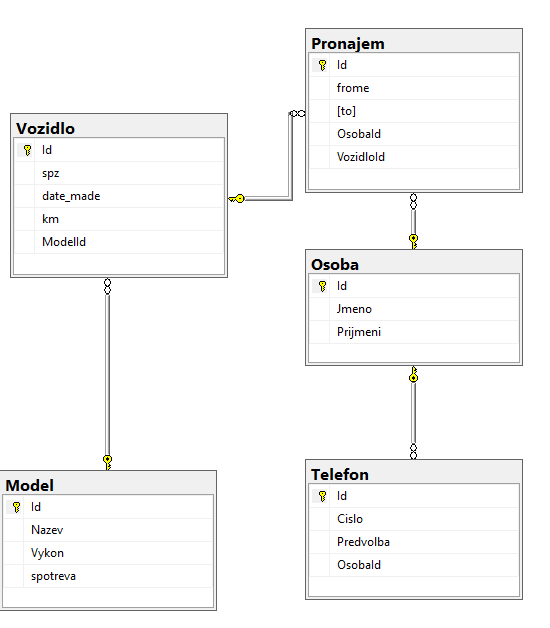 Pronajem
Id
frome
[to]
OsobaId
VozidloId
Vozidlo
Id
spz
date_made
km
ModelId
Osoba
Id
Jmeno
Prijmeni
Model
Id
Nazev
Vykon
spotreva
Telefon
Id
Cislo
Predvolba
OsobaId